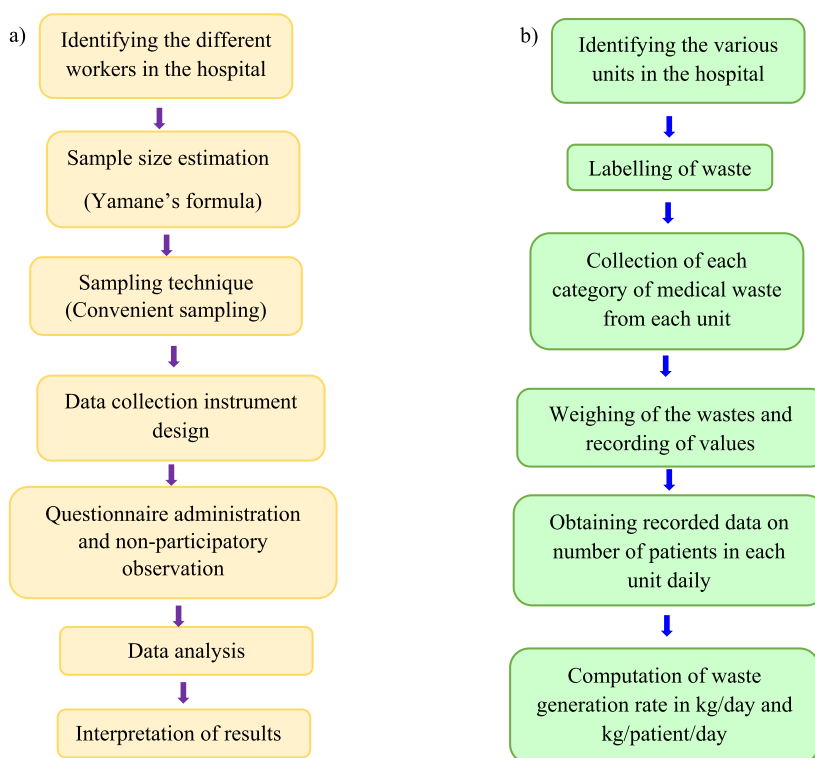 a)
Identifying the different
workers in the hospital
Sample size estimation
(Yamane’s formula)
Sampling technique
(Convenient sampling)
Data collection instrument
design
Questionnaire administration
and non-participatory
observation
Data analysis
Interpretation of results
b)
Identifying the various
units in the hospital
Labelling of waste
Collection of each
category of medical waste
from each unit
Weighing of the wastes and
recording of values
Obtaining recorded data on
number of patients in each
unit daily
Computation of waste
generation rate in kg/day and
kg/patient/day